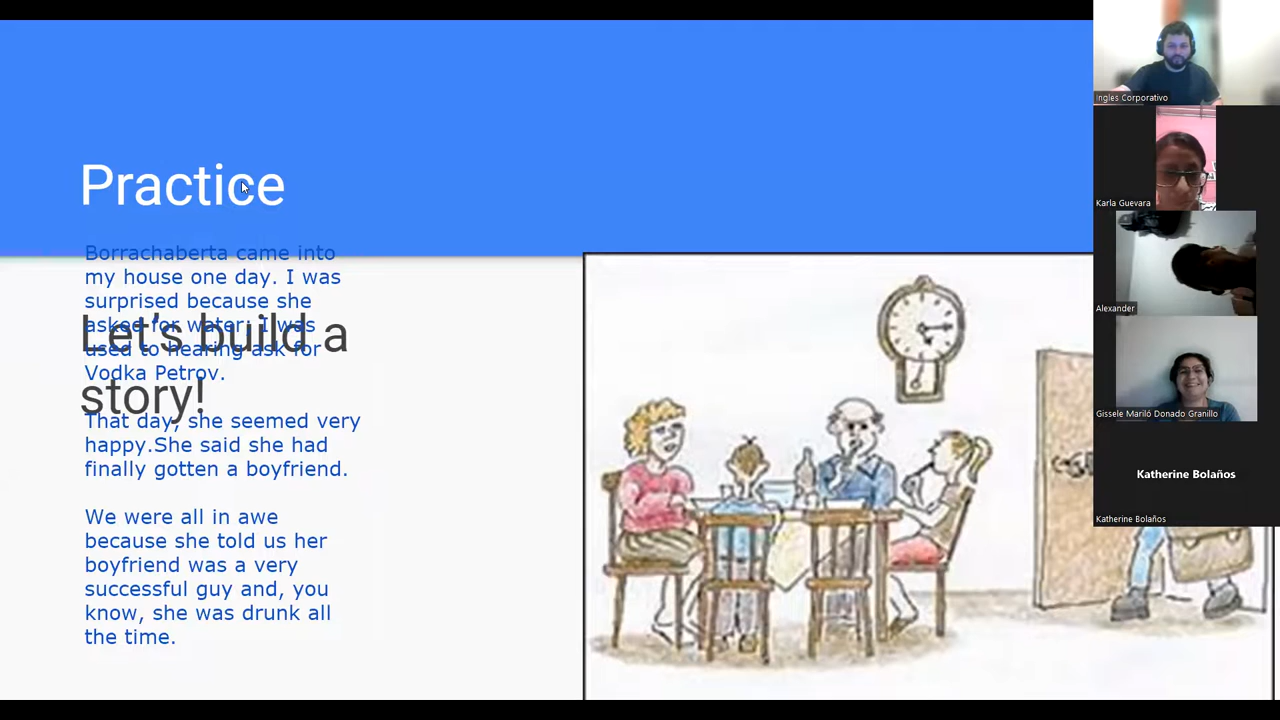 Practice
Borrachaberta came into
my house one day. I was
surprised because she
asked for water; I was
used to hearing ask for
Vodka Petrov.
Let's build a
story!
That day, she seemed very
happy.She said she had
finally gotten a boyfriend.
We were all in awe
because she told us her
boyfriend was a very
successful guy and, you
know, she was drunk all
the time.
Ingles Corporativo
Karla Guevara
Alexander
Gissele Mariló Donado Granillo
Katherine Bolaños
Katherine Bolaños